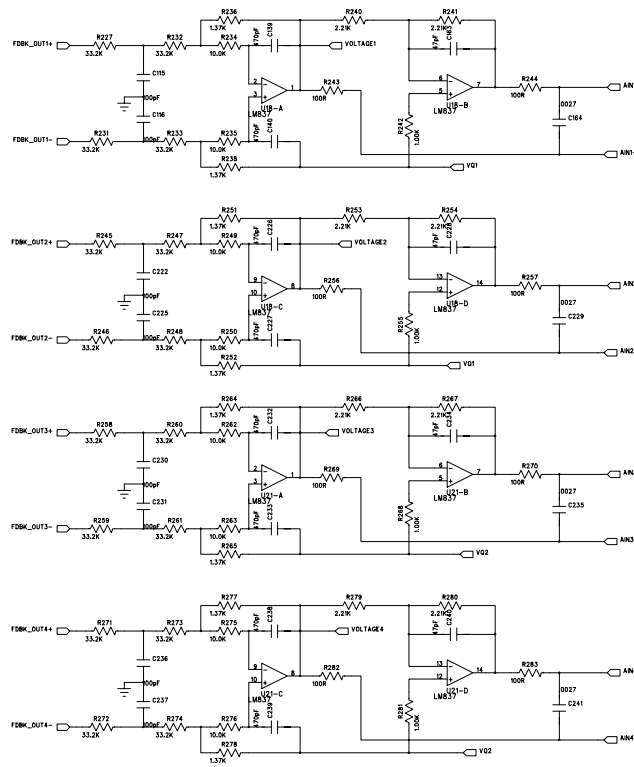 R236
1.37K
C139
470pF
R240
2.21K
R241
2.21K
FDBK_OUT1+
R227
33.2K
R232
33.2K
R234
10.0K
VOLTAGE1
C163
47pF
C115
100pF
C116
100pF
2
3
1
U18-A
LM837
R243
100R
6
5
7
U18-B
LM837
R244
100R
AIN
R242
1.00K
0027
C164
FDBK_OUT1-
R231
33.2K
R233
33.2K
R235
10.0K
C140
470pF
AIN1-
R238
1.37K
VQ1
R251
1.37K
C226
470pF
R253
2.21K
R254
2.21K
FDBK_OUT2+
R245
33.2K
R247
33.2K
R249
10.0K
VOLTAGE2
C228
47pF
C222
100pF
C225
100pF
9
10
8
U18-C
LM837
R256
100R
13
12
14
U18-D
LM837
R257
100R
R255
1.00K
0027
C229
FDBK_OUT2-
R246
33.2K
R248
33.2K
R250
10.0K
C227
470pF
AIN2
R252
1.37K
VQ1
R264
1.37K
C232
470pF
R266
2.21K
R267
2.21K
FDBK_OUT3+
R258
33.2K
R260
33.2K
R262
10.0K
VOLTAGE3
C234
47pF
C230
100pF
C231
100pF
2
3
1
U21-A
LM837
R269
100R
6
5
7
U21-B
LM837
R270
100R
R268
1.00K
0027
C235
FDBK_OUT3-
R259
33.2K
R261
33.2K
R263
10.0K
C233
470pF
AIN3
R265
1.37K
VQ2
R277
1.37K
C238
470pF
R279
2.21K
R280
2.21K
FDBK_OUT4+
R271
33.2K
R273
33.2K
R275
10.0K
VOLTAGE4
C240
47pF
C236
100pF
C237
100pF
9
10
8
U21-C
LM837
R282
100R
13
12
14
U21-D
LM837
R283
100R
R281
1.00K
0027
C241
FDBK_OUT4-
R272
33.2K
R274
33.2K
R276
10.0K
C239
470pF
AIN4
R278
1.37K
VQ2